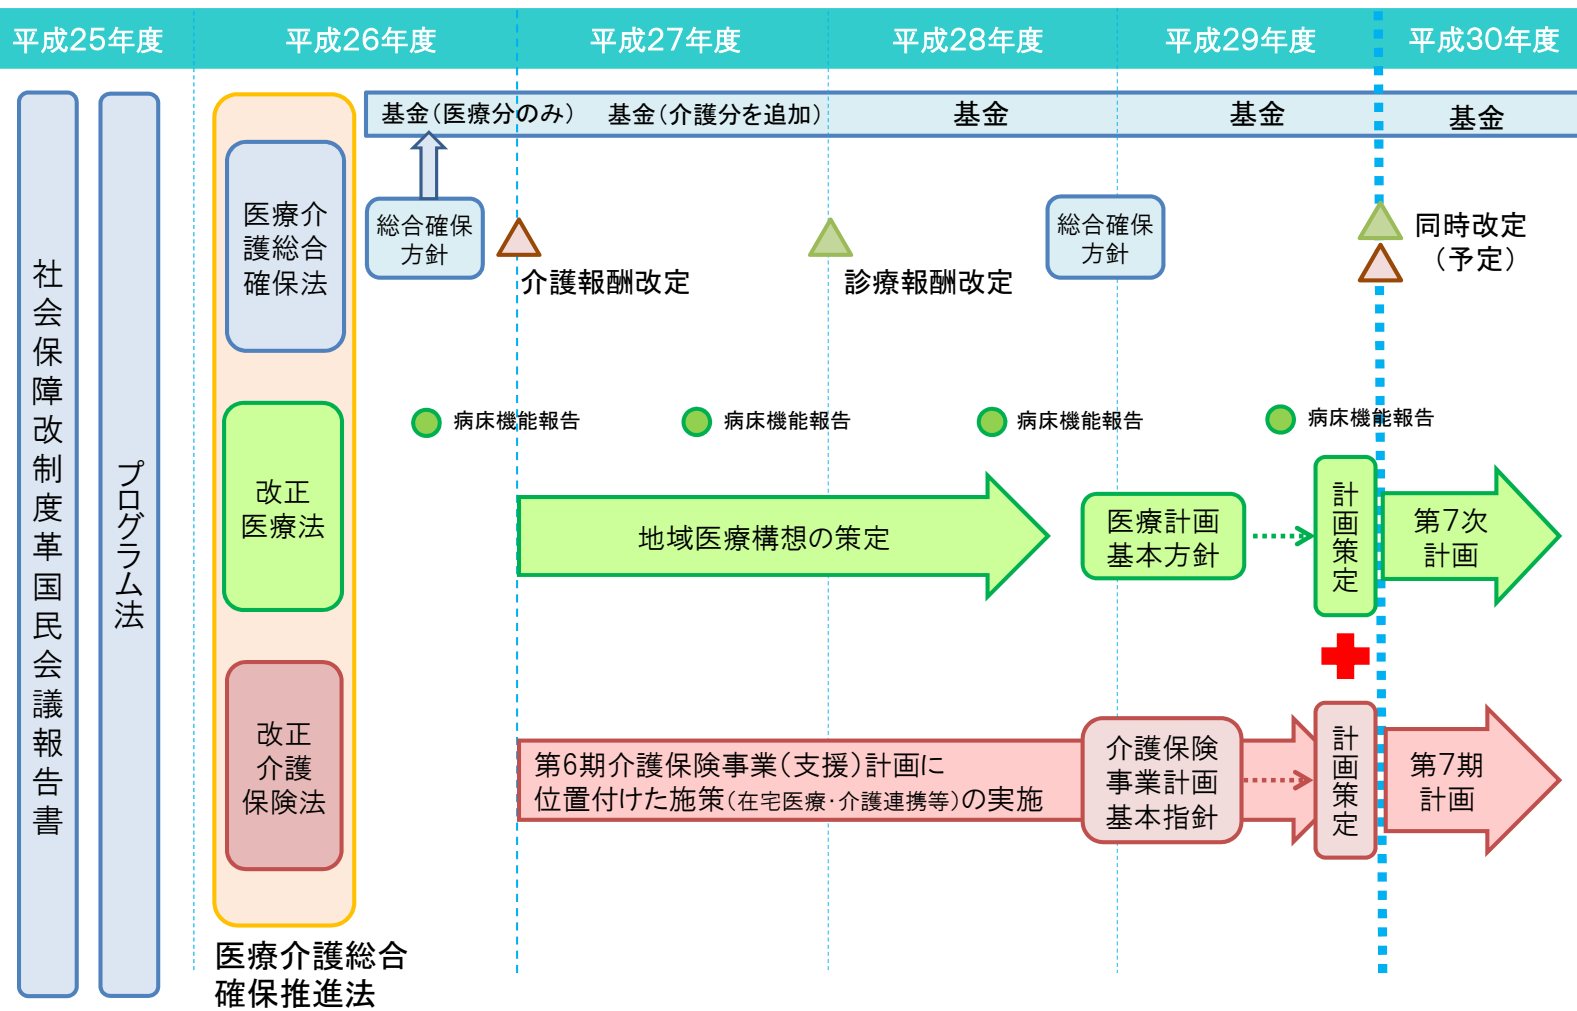 平成25年度
平成26年度
平成27年度
平成28年度
平成29年度
平成30年度
社会保障改制度革国民会議報告書
プログラム法
医療介
護総合
確保法
改正
医療法
改正
介護
保険法
医療介護総合
確保推進法
基金（医療分のみ）
基金（介護分を追加）
基金
基金
基金
総合確保
方針
介護報酬改定
診療報酬改定
総合確保
方針
同時改定
（予定）
病床機能報告
病床機能報告
病床機能報告
病床機能報告
地域医療構想の策定
医療計画
基本方針
計画策定
第7次
計画
第6期介護保険事業（支援）計画に
位置付けた施策（在宅医療・介護連携等）の実施
介護保険
事業計画
基本指針
計画策定
第7期
計画